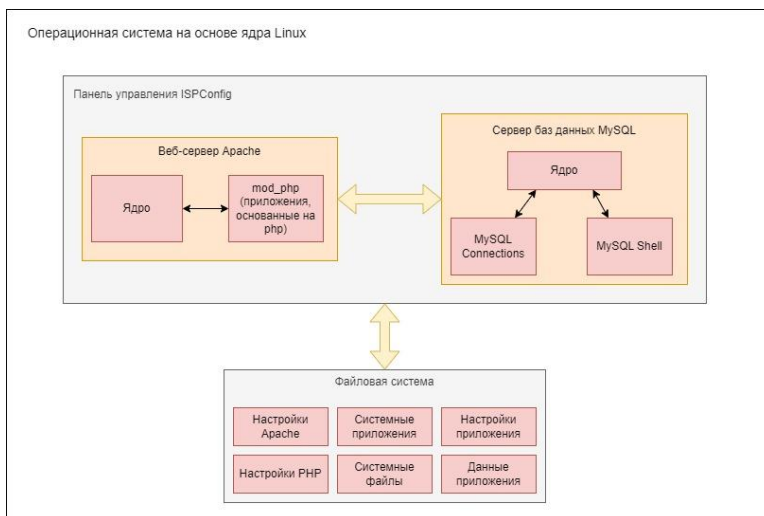 Операционная система на основе ядра Linux
Панель управления ISPConfig
Веб-сервер Apache
Ядро
mod_php
(приложения,
основанные на
php)
Сервер баз данных MySQL
Ядро
MySQL
Connections
MySQL Shell
Файловая система
Настройки
Apache
Системные
приложения
Настройки
приложения
Настройки PHP
Системные
файлы
Данные
приложения